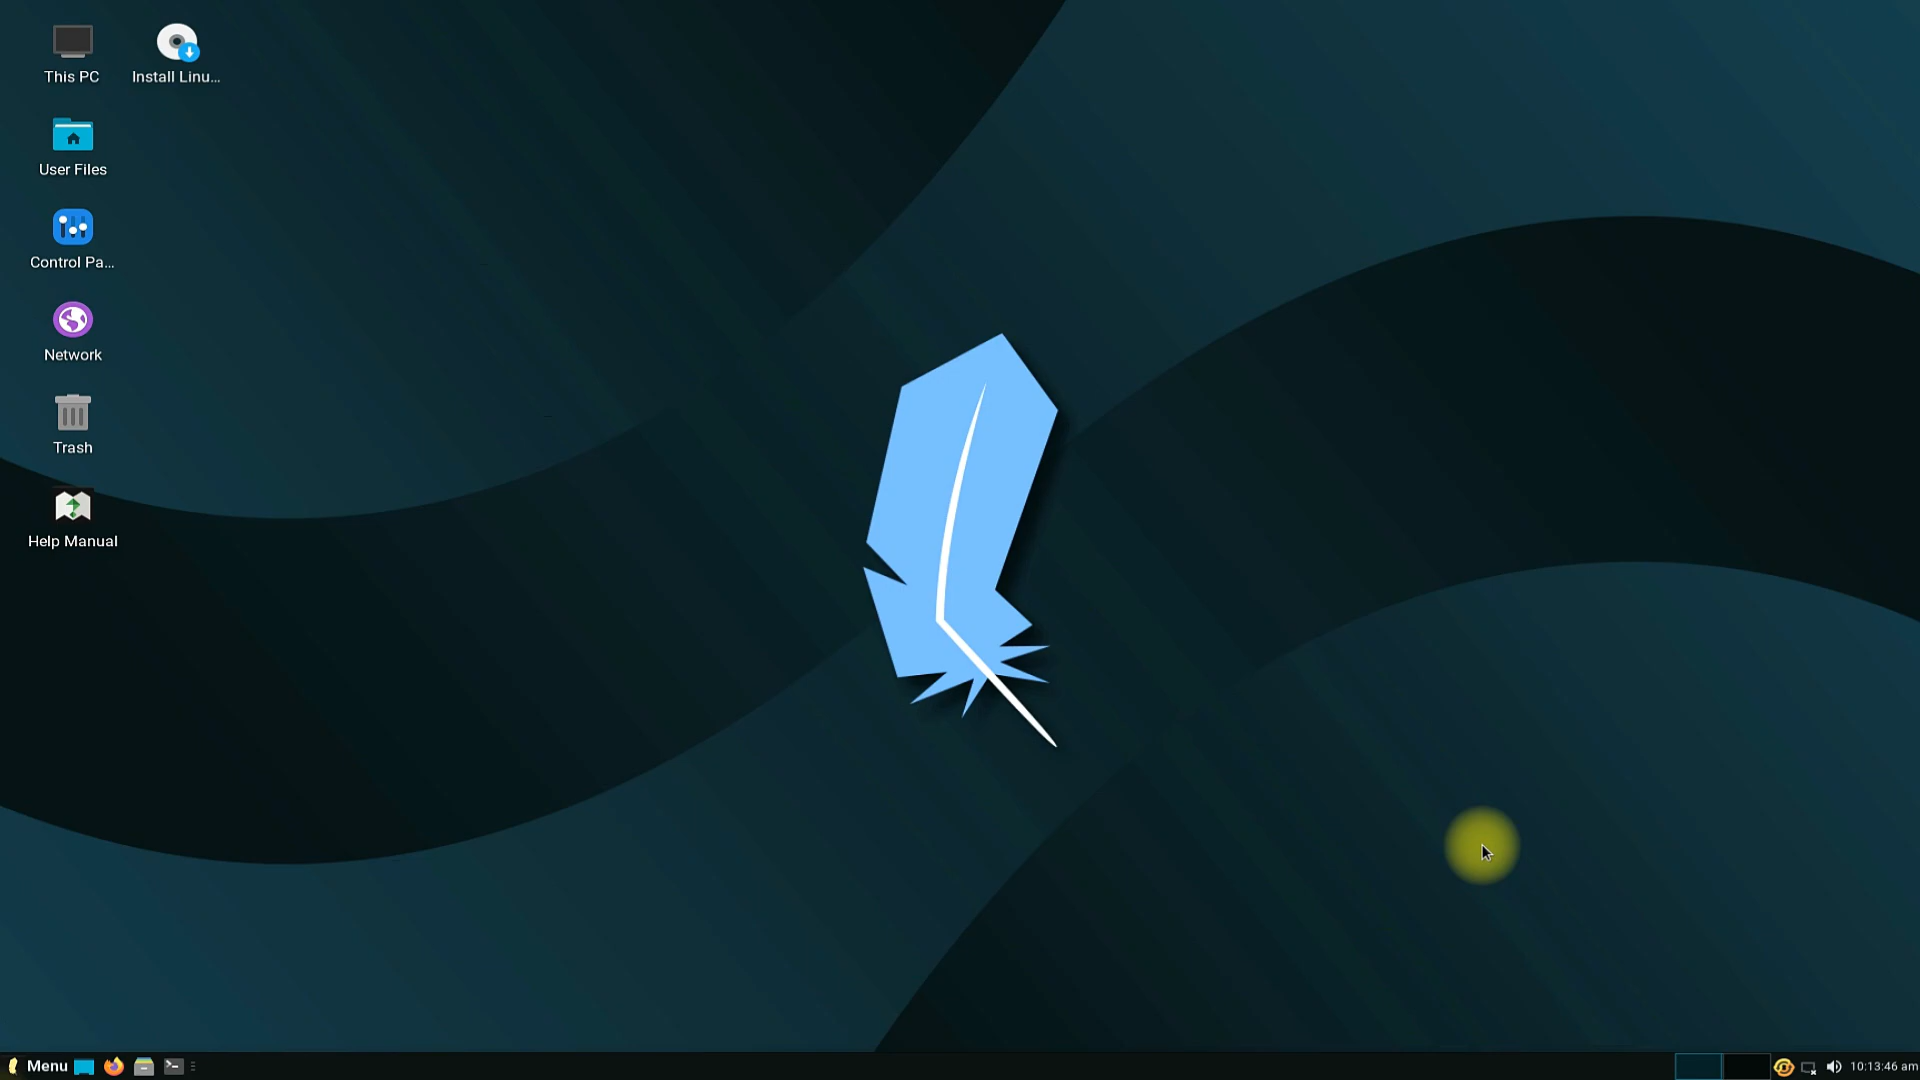 This PC
Install Linu...
User Files
Control Pa...
Network
Trash
Help Manual
Menu
10:13:46 am